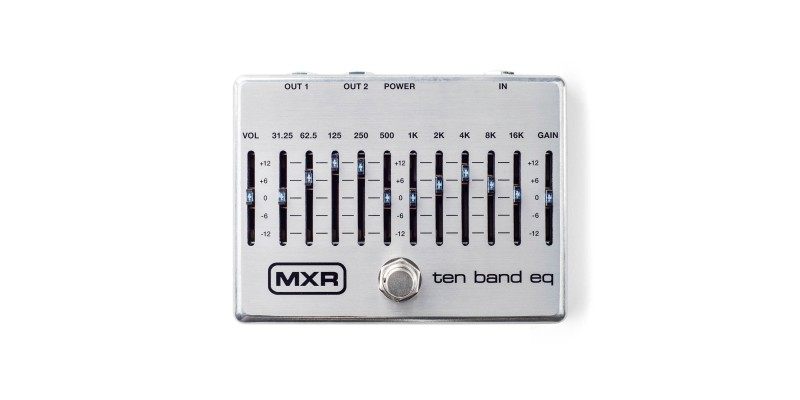 OUT 1 OUT 2 POWER IN
VOL 31.25 62.5 125 250 500 1K 2K 4K 8K 16K GAIN
+12 +12 +12
+6 +6 +6
0 0 0
-6 -6 -6
-12 -12 -12
MXR ten band eq